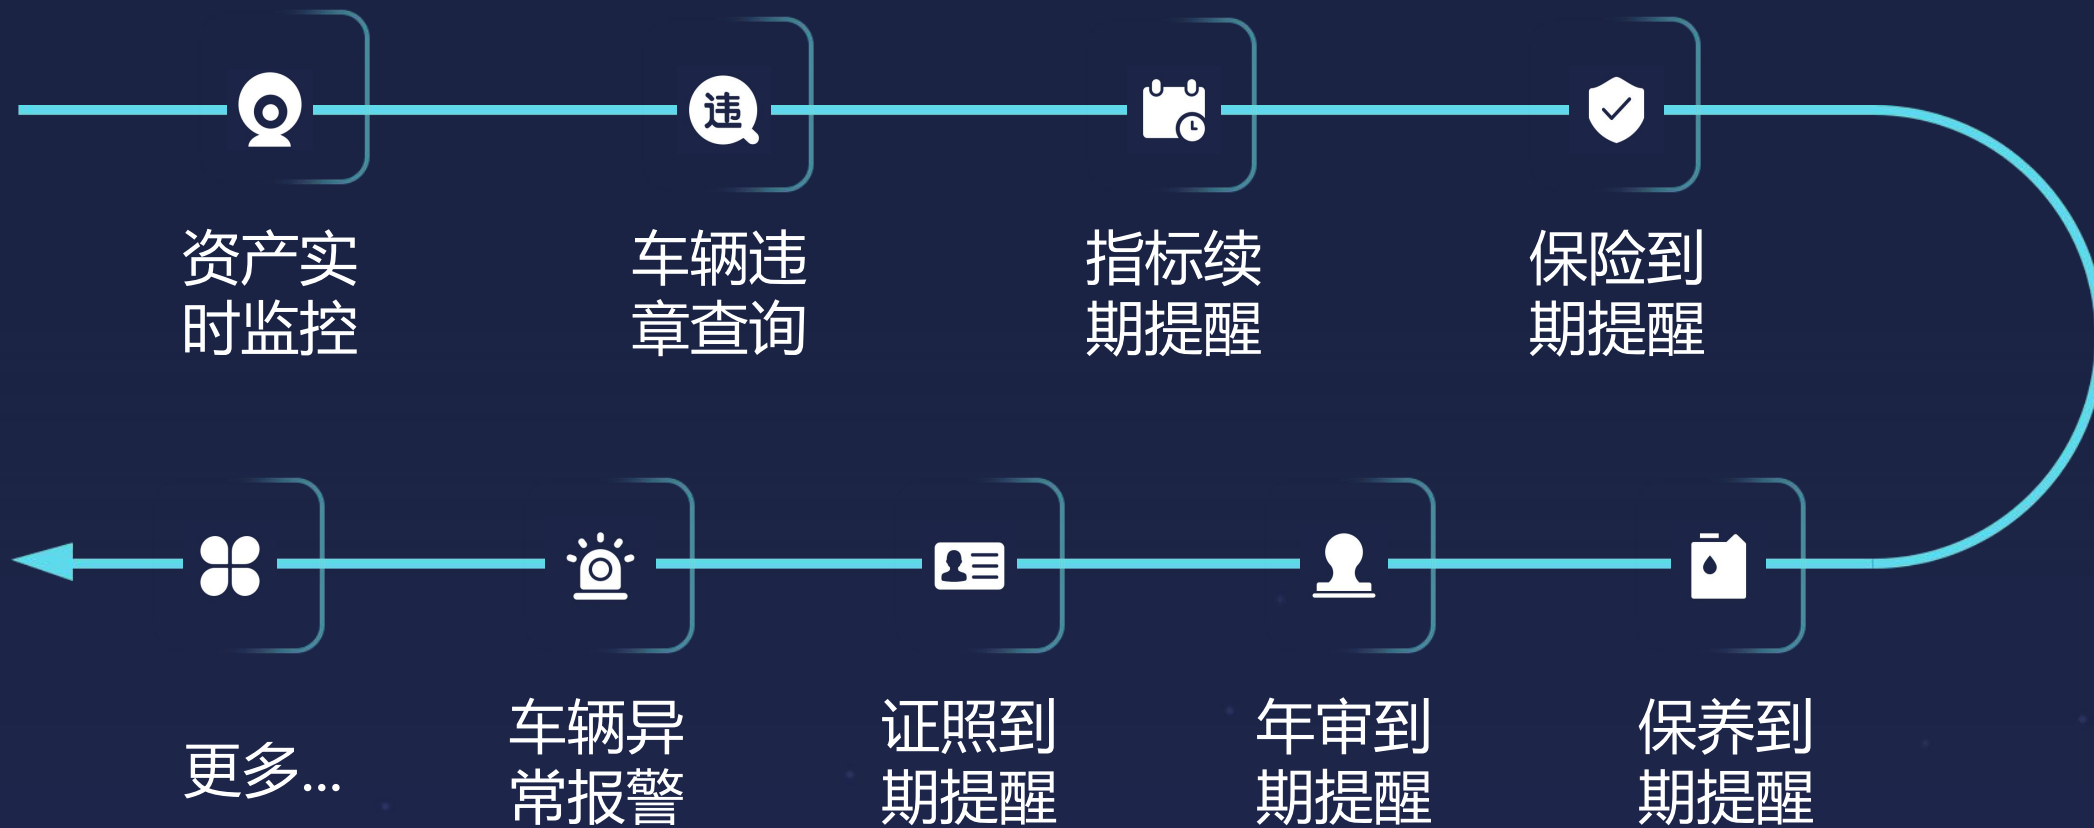 违
资产实
时监控
车辆违
章查询
指标续
期提醒
保险到
期提醒
更多...
车辆异
常报警
证照到
期提醒
年审到
期提醒
保养到
期提醒